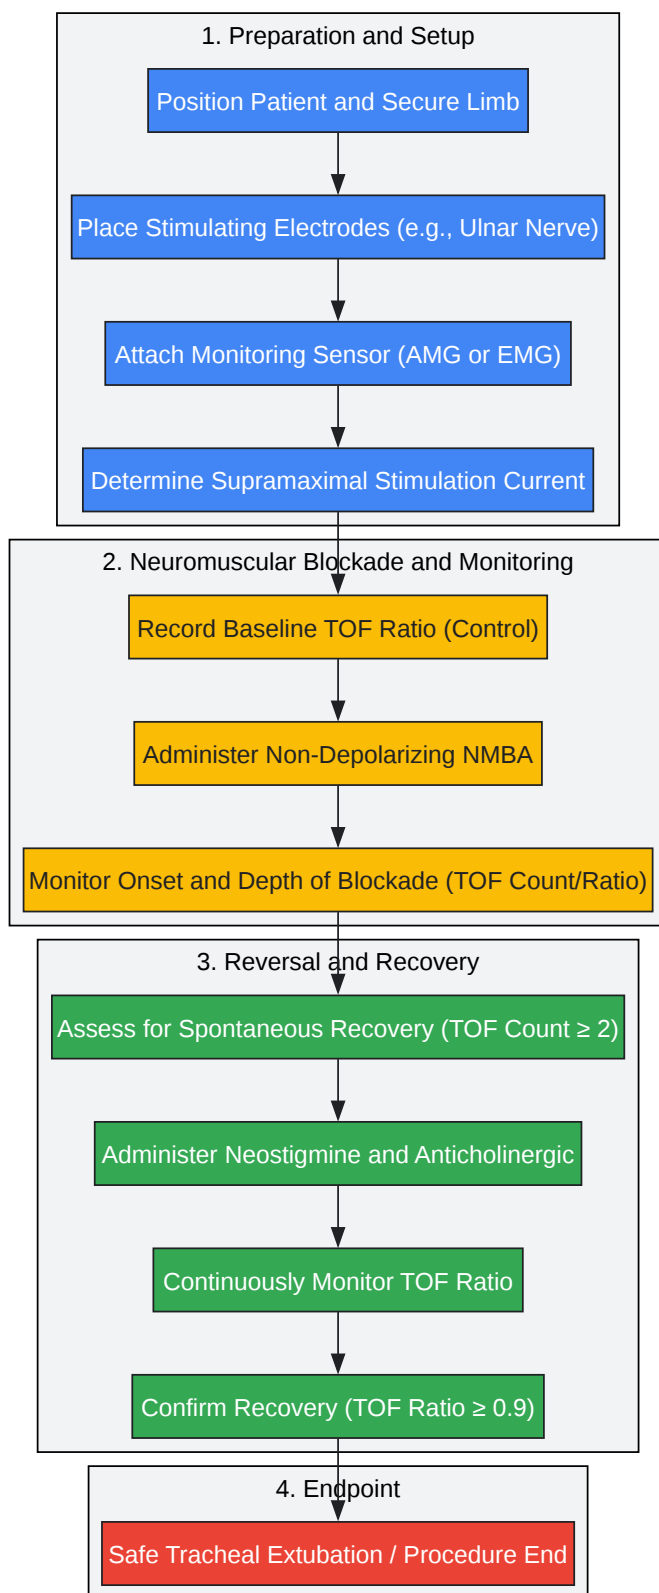 1. Preparation and Setup
Position Patient and Secure Limb
Place Stimulating Electrodes (e.g., Ulnar Nerve)
Attach Monitoring Sensor (AMG or EMG)
Determine Supramaximal Stimulation Current
2. Neuromuscular Blockade and Monitoring
Record Baseline TOF Ratio (Control)
Administer Non-Depolarizing NMBA
Monitor Onset and Depth of Blockade (TOF Count/Ratio)
3. Reversal and Recovery
Assess for Spontaneous Recovery (TOF Count ≥ 2)
Administer Neostigmine and Anticholinergic
Continuously Monitor TOF Ratio
Confirm Recovery (TOF Ratio ≥ 0.9)
4. Endpoint
Safe Tracheal Extubation / Procedure End